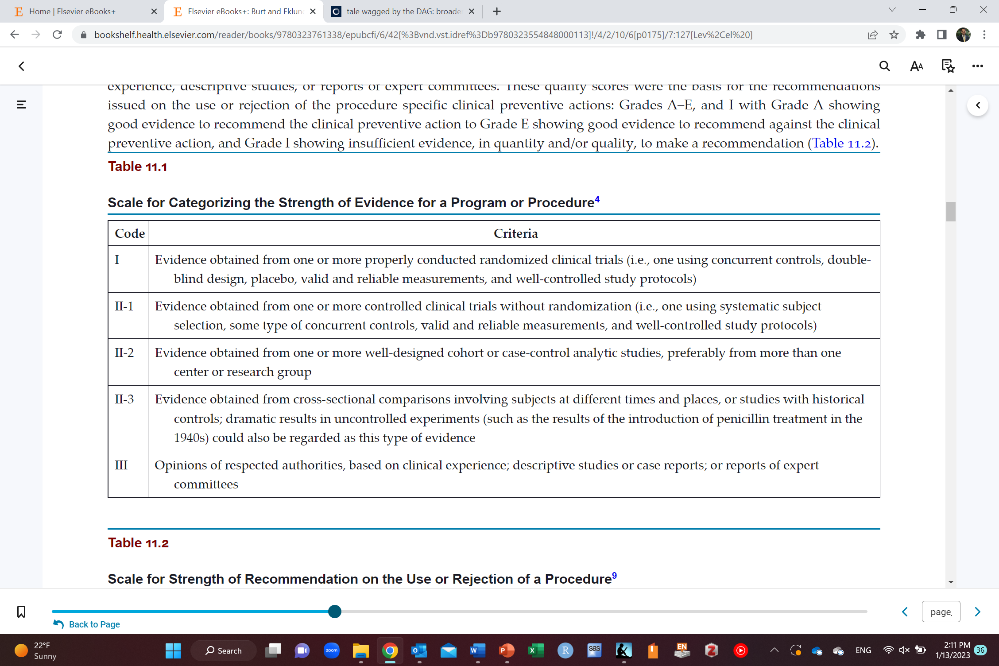 Home | Elsevier eBooks+
Elsevier eBooks+: Burt and Eklun
tale wagged by the DAG: broade
bookshelf.health.elsevier.com/reader/books/9780323761338/epubcfi/6/42[%3Bvnd.vst.idref%3Db9780323554848000113]!/4/2/10/6[p0175]/7:127[Lev%2Cel%20]
experience, descriptive studies, or reports of expert committees. These quality scores were the basis for the recommendations
issued on the use or rejection of the procedure specific clinical preventive actions: Grades A–E, and I with Grade A showing
good evidence to recommend the clinical preventive action to Grade E showing good evidence to recommend against the clinical
preventive action, and Grade I showing insufficient evidence, in quantity and/or quality, to make a recommendation (Table 11.2).
Table 11.1
Scale for Categorizing the Strength of Evidence for a Program or Procedure4
Code Criteria
I Evidence obtained from one or more properly conducted randomized clinical trials (i.e., one using concurrent controls, double-
blind design, placebo, valid and reliable measurements, and well-controlled study protocols)
II-1 Evidence obtained from one or more controlled clinical trials without randomization (i.e., one using systematic subject
selection, some type of concurrent controls, valid and reliable measurements, and well-controlled study protocols)
II-2 Evidence obtained from one or more well-designed cohort or case-control analytic studies, preferably from more than one
center or research group
II-3 Evidence obtained from cross-sectional comparisons involving subjects at different times and places, or studies with historical
controls; dramatic results in uncontrolled experiments (such as the results of the introduction of penicillin treatment in the
1940s) could also be regarded as this type of evidence
III Opinions of respected authorities, based on clinical experience; descriptive studies or case reports; or reports of expert
committees
Table 11.2
Scale for Strength of Recommendation on the Use or Rejection of a Procedure9
page.
Back to Page
22°F
Sunny
Search
zoom
sas
EN
ENG
2:11 PM
1/13/2023
36